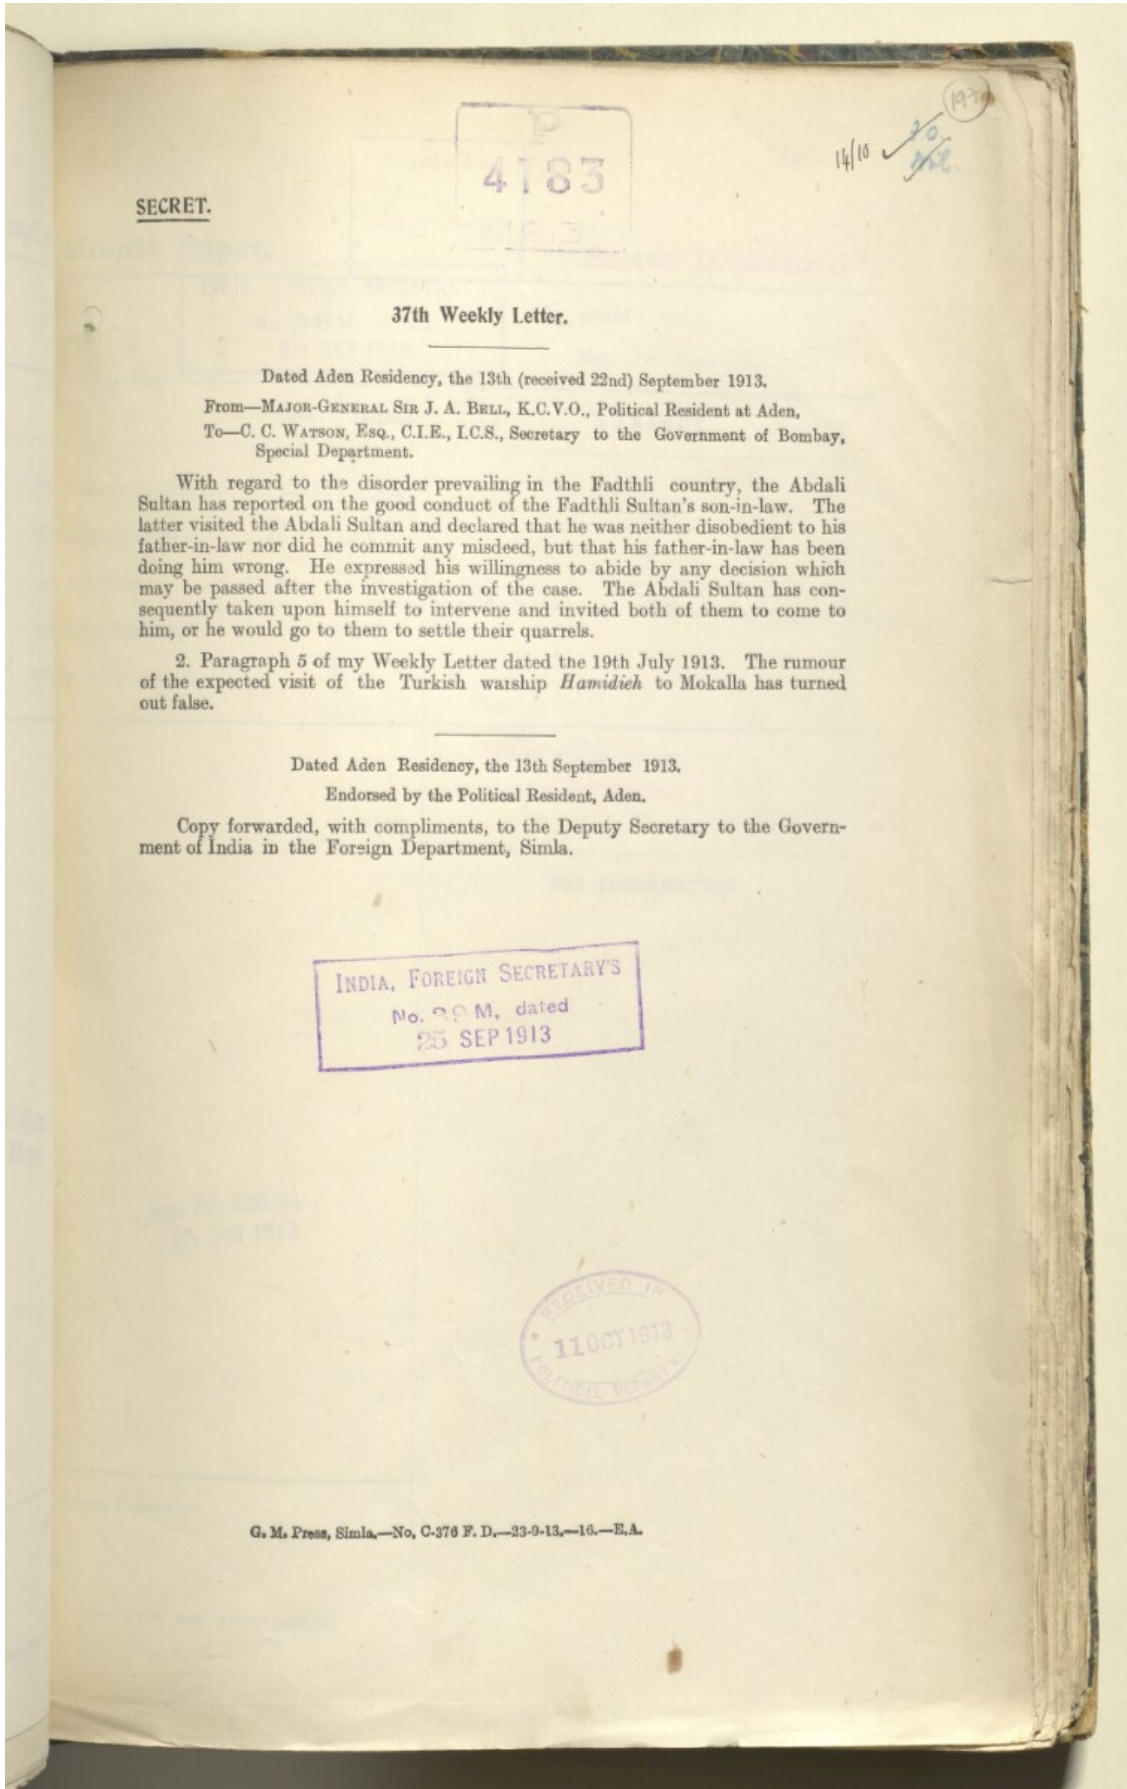 197
14/10
P
4183
1913
SECRET.
37th Weekly Letter.
Dated Aden Residency, the 13th (received 22nd) September 1913.
From—MAJOR-GENERAL SIR J. A. BELL, K.C.V.O., Political Resident at Aden,
To—C. C. WATSON, ESQ., C.I.E., I.C.S., Secretary to the Government of Bombay,
Special Department.
With regard to the disorder prevailing in the Fadthli country, the Abdali
Sultan has reported on the good conduct of the Fadthli Sultan's son-in-law. The
latter visited the Abdali Sultan and declared that he was neither disobedient to his
father-in-law nor did he commit any misdeed, but that his father-in-law has been
doing him wrong. He expressed his willingness to abide by any decision which
may be passed after the investigation of the case. The Abdali Sultan has con-
sequently taken upon himself to intervene and invited both of them to come to
him, or he would go to them to settle their quarrels.
2. Paragraph 5 of my Weekly Letter dated the 19th July 1913. The rumour
of the expected visit of the Turkish warship Hamidieh to Mokalla has turned
out false.
Dated Aden Residency, the 13th September 1913.
Endorsed by the Political Resident, Aden.
Copy forwarded, with compliments, to the Deputy Secretary to the Govern-
ment of India in the Foreign Department, Simla.
INDIA, FOREIGN SECRETARY'S
No. 39 M, dated
25 SEP 1913
RECEIVED IN
11 OCT 1913
POLITICAL DEPARTMT
G. M. Press, Simla.—No. C-376 F. D.—23-9-13.—16.—E.A.